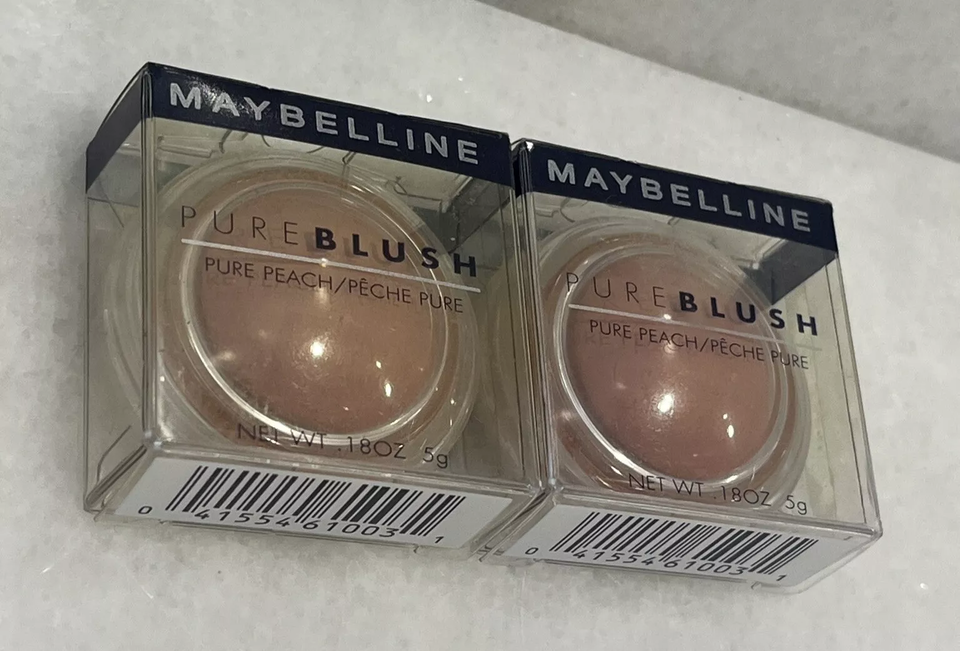 MAYBELLINE
PURE BLUSH
PURE PEACH/PÊCHE PURE
NET WT .18OZ 5g
0 41554 61003 1
MAYBELLINE
PURE BLUSH
PURE PEACH/PÊCHE PURE
NET WT .18OZ 5g
0 41554 61003 1